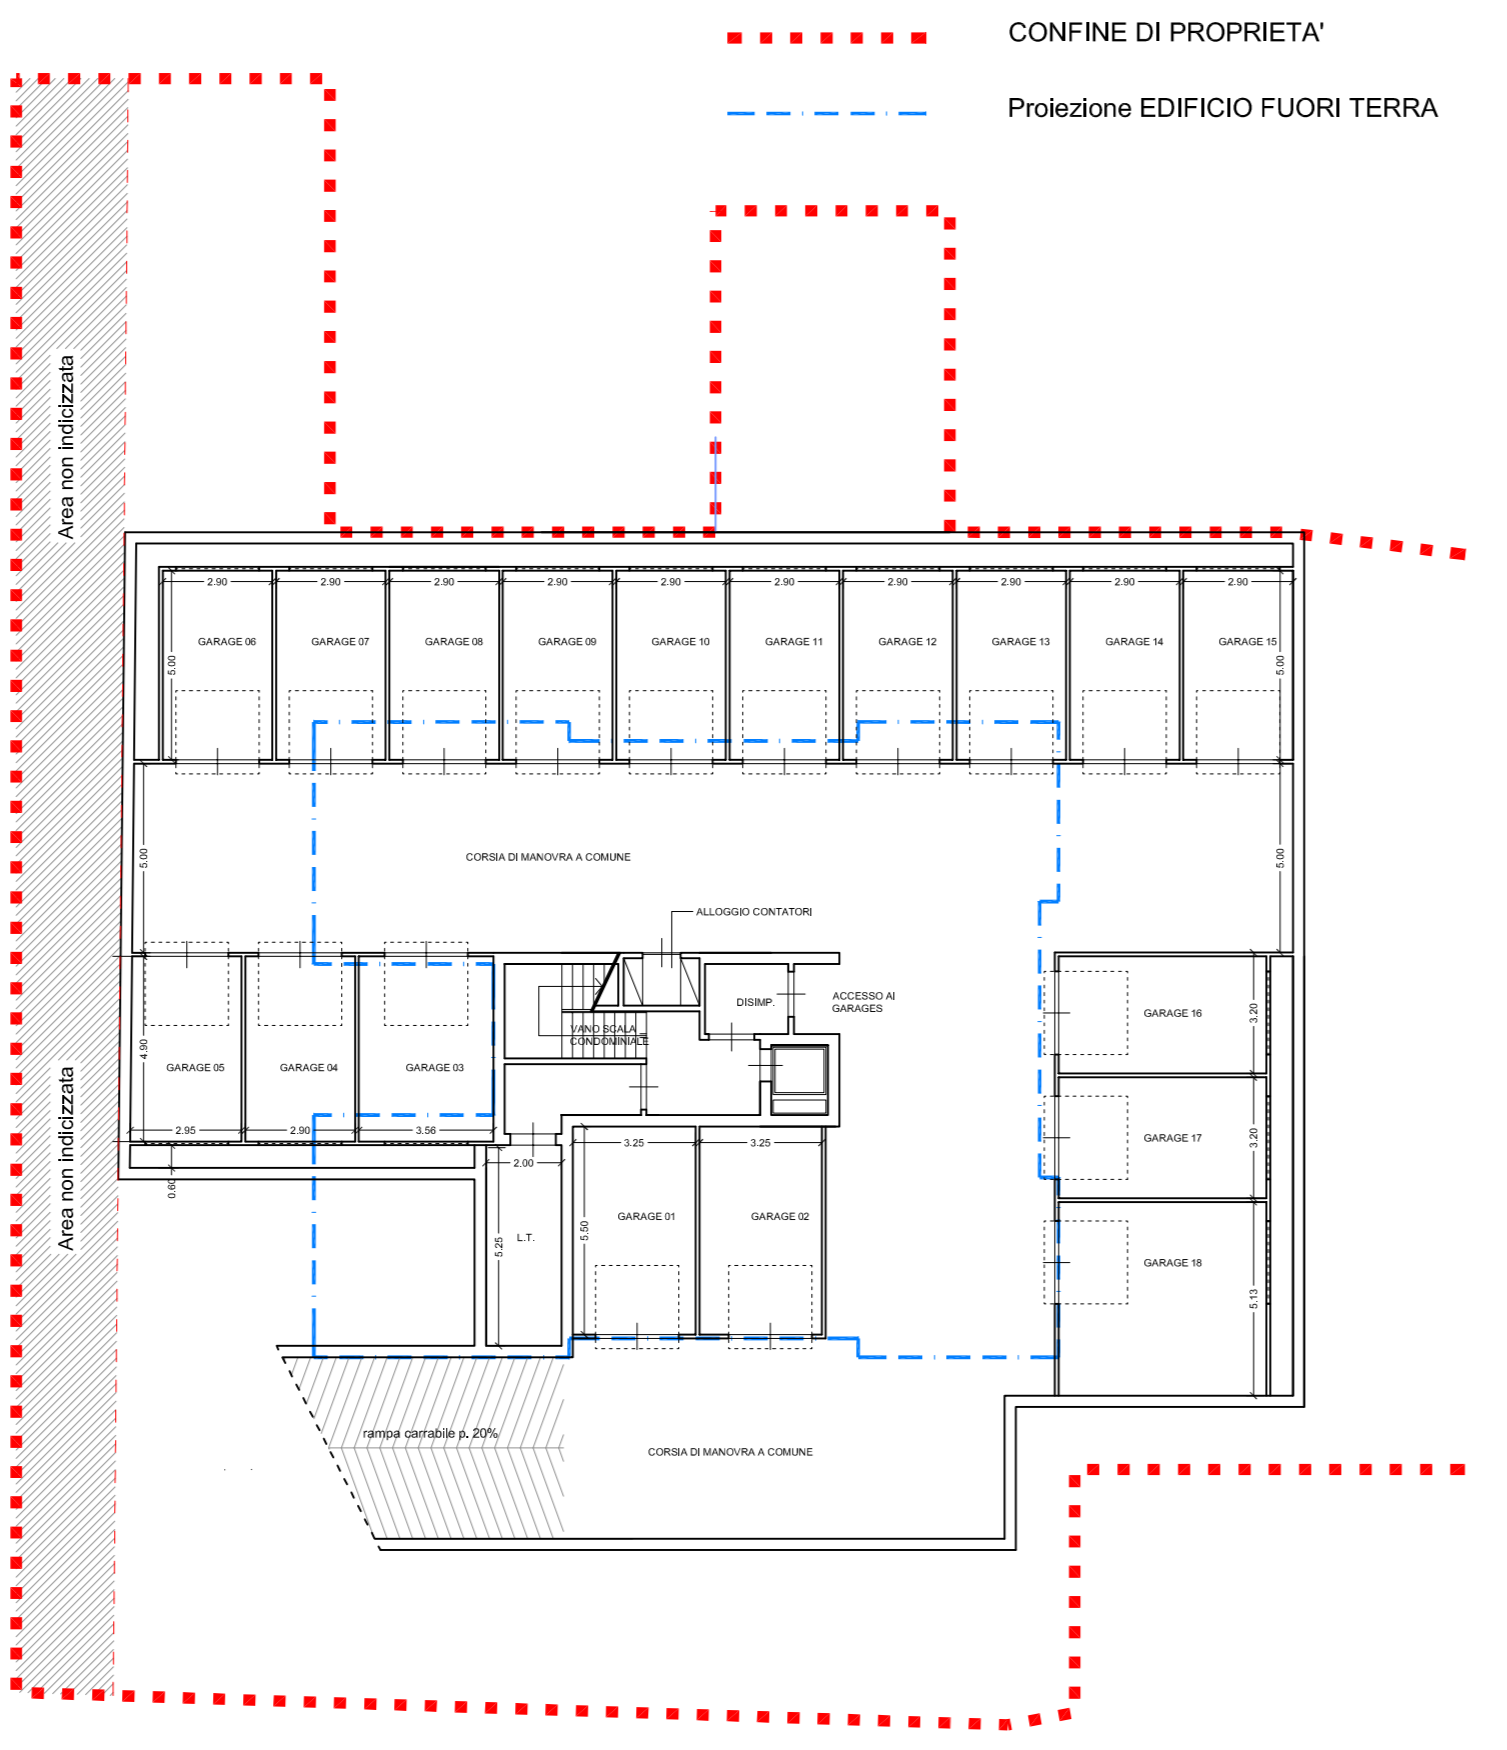 CONFINE DI PROPRIETA'
Proiezione EDIFICIO FUORI TERRA
Area non indicizzata
2.90 2.90 2.90 2.90 2.90 2.90 2.90 2.90 2.90 2.90
GARAGE 06 GARAGE 07 GARAGE 08 GARAGE 09 GARAGE 10 GARAGE 11 GARAGE 12 GARAGE 13 GARAGE 14 GARAGE 15
5.00 5.00
CORSIA DI MANOVRA A COMUNE
5.00 5.00
ALLOGGIO CONTATORI
DISIMP.
ACCESSO AI
GARAGES
VANO SCALA
CONDOMINIALE
GARAGE 16
3.20
4.90
GARAGE 05 GARAGE 04 GARAGE 03
2.95 2.90 3.56
Area non indicizzata
0.60
2.00
3.25 3.25
GARAGE 17
3.20
GARAGE 01 GARAGE 02
5.50
5.25
L.T.
GARAGE 18
5.13
rampa carrabile p. 20%
CORSIA DI MANOVRA A COMUNE